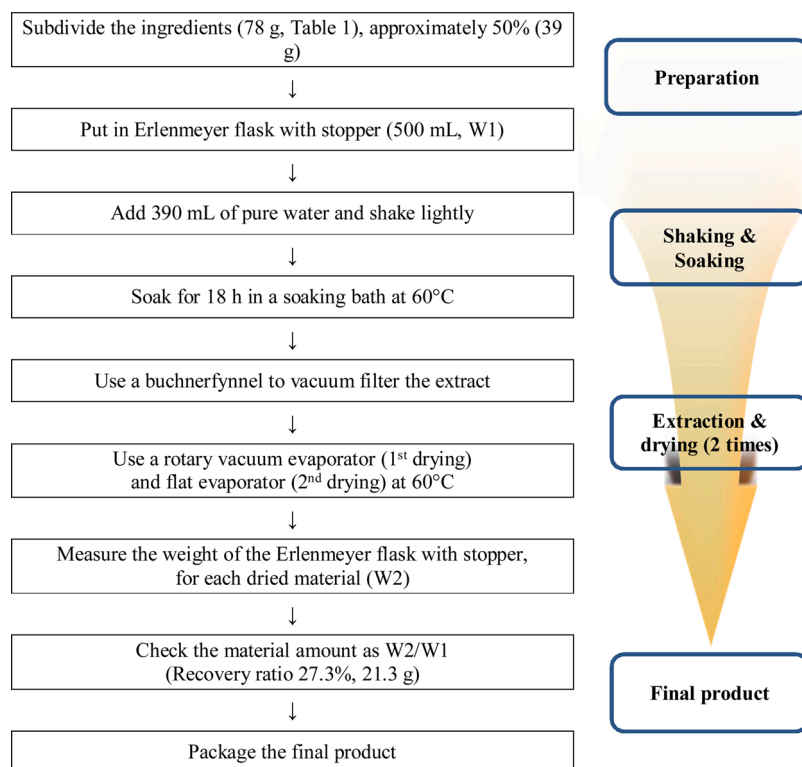 Subdivide the ingredients (78 g, Table 1), approximately 50% (39
g)
↓
Put in Erlenmeyer flask with stopper (500 mL, W1)
↓
Add 390 mL of pure water and shake lightly
↓
Soak for 18 h in a soaking bath at 60°C
↓
Use a buchnerfynnel to vacuum filter the extract
↓
Use a rotary vacuum evaporator (1st drying)
and flat evaporator (2nd drying) at 60°C
↓
Measure the weight of the Erlenmeyer flask with stopper,
for each dried material (W2)
↓
Check the material amount as W2/W1
(Recovery ratio 27.3%, 21.3 g)
↓
Package the final product
Preparation
Shaking &
Soaking
Extraction &
drying (2 times)
Final product